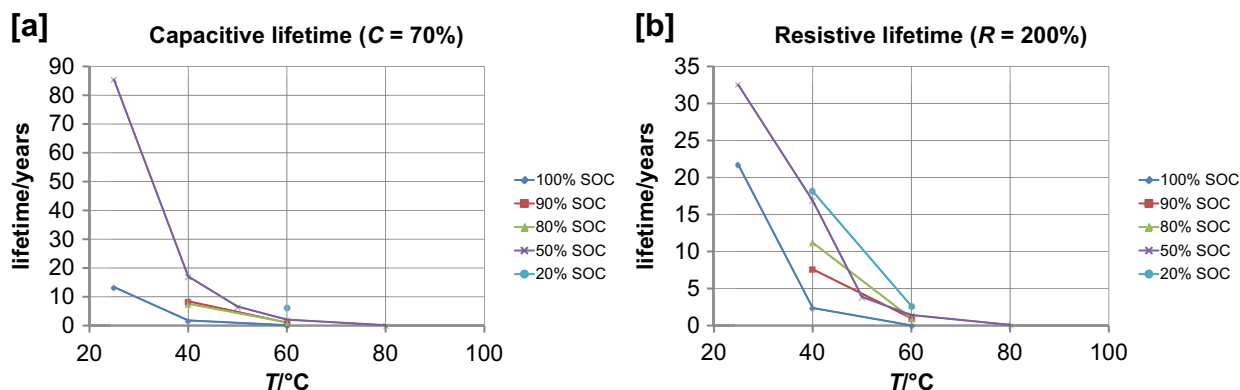 [a]
Capacitive lifetime (C = 70%)
lifetime/years
90
80
70
60
50
40
30
20
10
0
20
40
60
80
100
T/°C
100% SOC
90% SOC
80% SOC
50% SOC
20% SOC
[b]
Resistive lifetime (R = 200%)
lifetime/years
35
30
25
20
15
10
5
0
20
40
60
80
100
T/°C
100% SOC
90% SOC
80% SOC
50% SOC
20% SOC